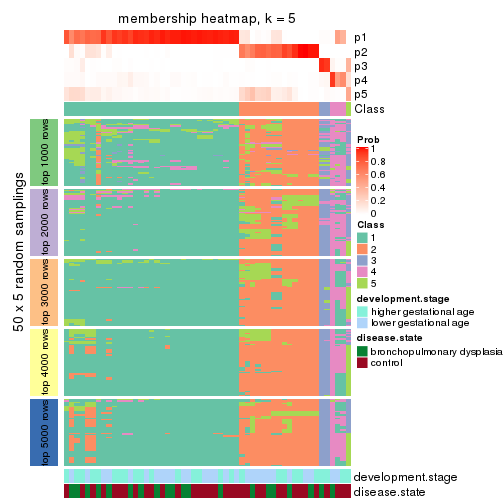 membership heatmap, k = 5
p1
p2
p3
p4
p5
Class
50 x 5 random samplings
top 1000 rows
top 2000 rows
top 3000 rows
top 4000 rows
top 5000 rows
Prob
1
0.8
0.6
0.4
0.2
0
Class
1
2
3
4
5
development.stage
higher gestational age
lower gestational age
disease.state
bronchopulmonary dysplasia
control
development.stage
disease.state